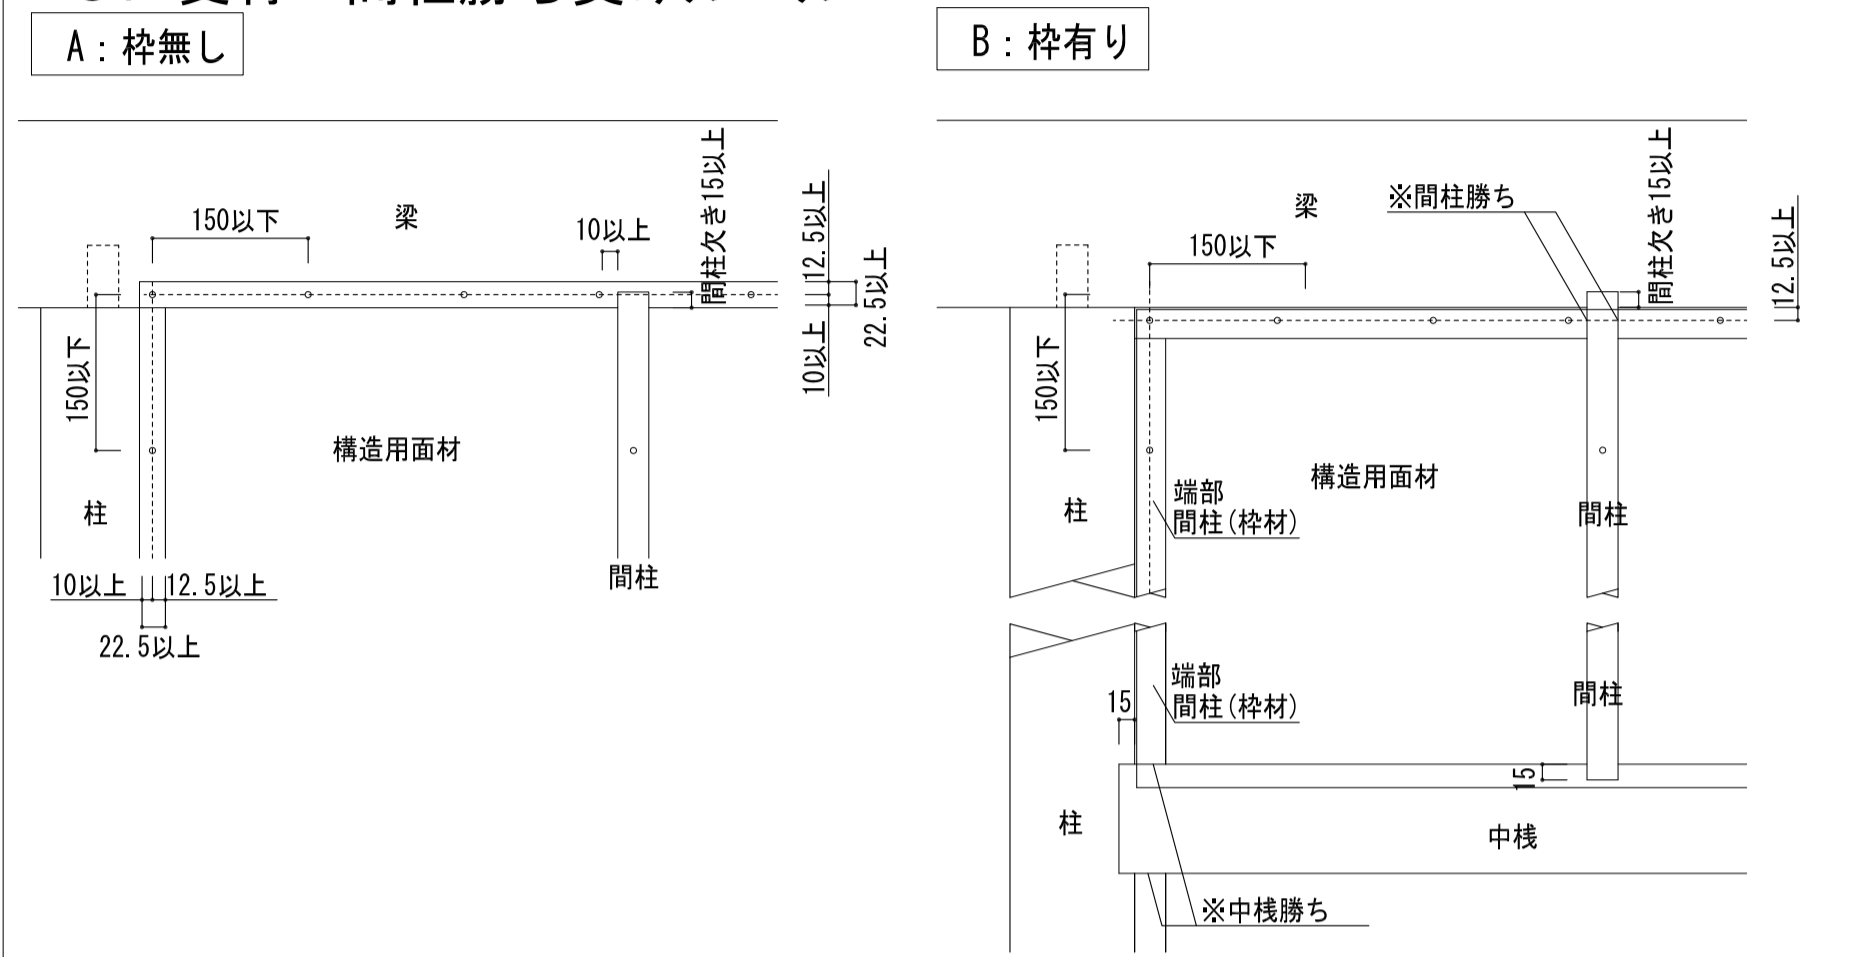 A：枠無し
150以下
梁
10以上
間柱欠き15以上
12.5以上
22.5以上
10以上
150以下
構造用面材
柱
間柱
10以上
12.5以上
22.5以上
B：枠有り
梁
※間柱勝ち
間柱欠き15以上
12.5以上
150以下
150以下
構造用面材
柱
端部
間柱(枠材)
間柱
端部
間柱(枠材)
間柱
15
15
柱
中桟
※中桟勝ち